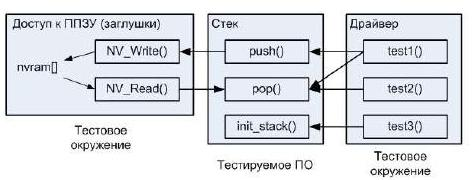 Доступ к ППЗУ (заглушки)
Стек
Драйвер
NV_Write()
push()
test1()
nvram[]
NV_Read()
pop()
test2()
init_stack()
test3()
Тестовое
окружение
Тестируемое ПО
Тестовое
окружение